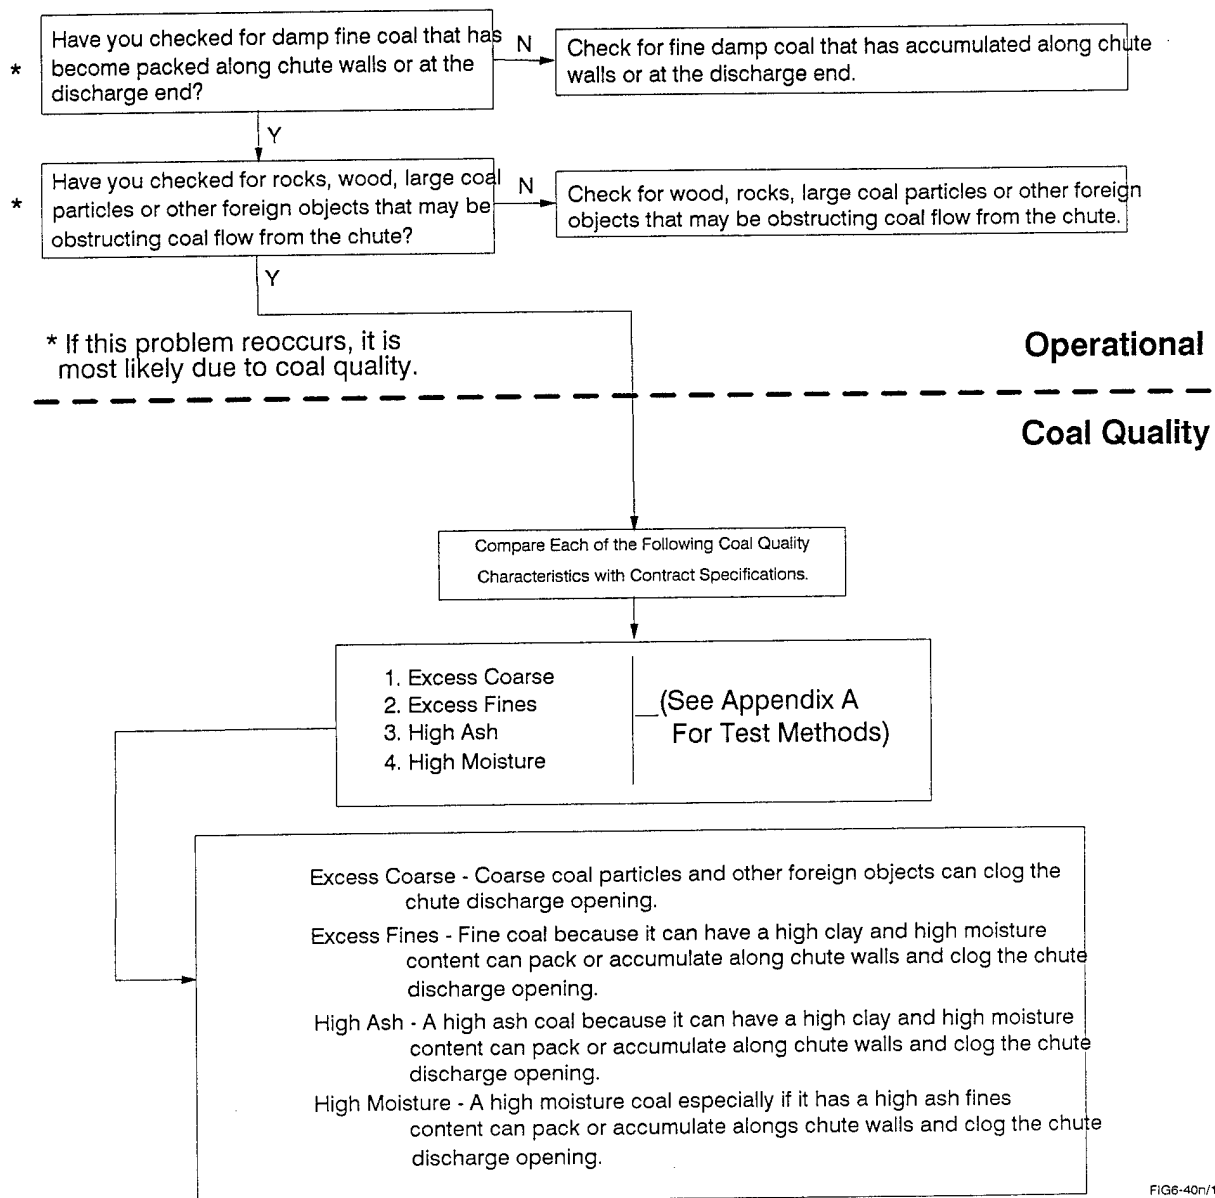 Have you checked for damp fine coal that has
* become packed along chute walls or at the
discharge end?
N
Check for fine damp coal that has accumulated along chute
walls or at the discharge end.
Y
Have you checked for rocks, wood, large coal
* particles or other foreign objects that may be
obstructing coal flow from the chute?
N
Check for wood, rocks, large coal particles or other foreign
objects that may be obstructing coal flow from the chute.
Y
* If this problem reoccurs, it is
most likely due to coal quality.
Operational
Coal Quality
Compare Each of the Following Coal Quality
Characteristics with Contract Specifications.
1. Excess Coarse
2. Excess Fines
3. High Ash
4. High Moisture
(See Appendix A
For Test Methods)
Excess Coarse - Coarse coal particles and other foreign objects can clog the
chute discharge opening.
Excess Fines - Fine coal because it can have a high clay and high moisture
content can pack or accumulate along chute walls and clog the chute
discharge opening.
High Ash - A high ash coal because it can have a high clay and high moisture
content can pack or accumulate along chute walls and clog the chute
discharge opening.
High Moisture - A high moisture coal especially if it has a high ash fines
content can pack or accumulate alongs chute walls and clog the chute
discharge opening.
FIG6-40n/1